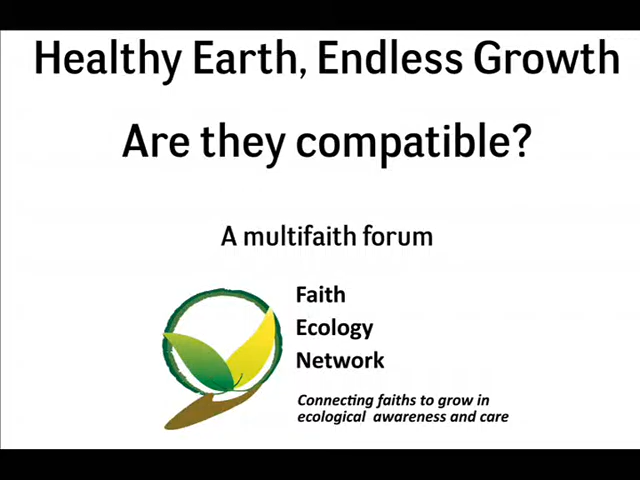 Healthy Earth, Endless Growth
Are they compatible?
A multifaith forum
Faith
Ecology
Network
Connecting faiths to grow in
ecological awareness and care